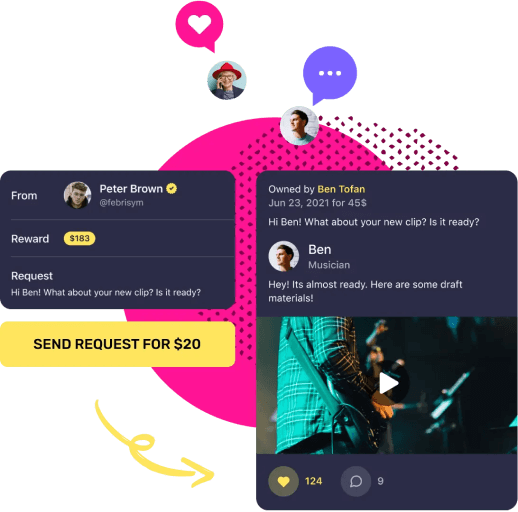 From
Peter Brown
@febrisym
Reward
$183
Request
Hi Ben! What about your new clip? Is it ready?
SEND REQUEST FOR $20
Owned by Ben Tofan
Jun 23, 2021 for 45$
Hi Ben! What about your new clip? Is it ready?
Ben
Musician
Hey! Its almost ready. Here are some draft
materials!
124
9